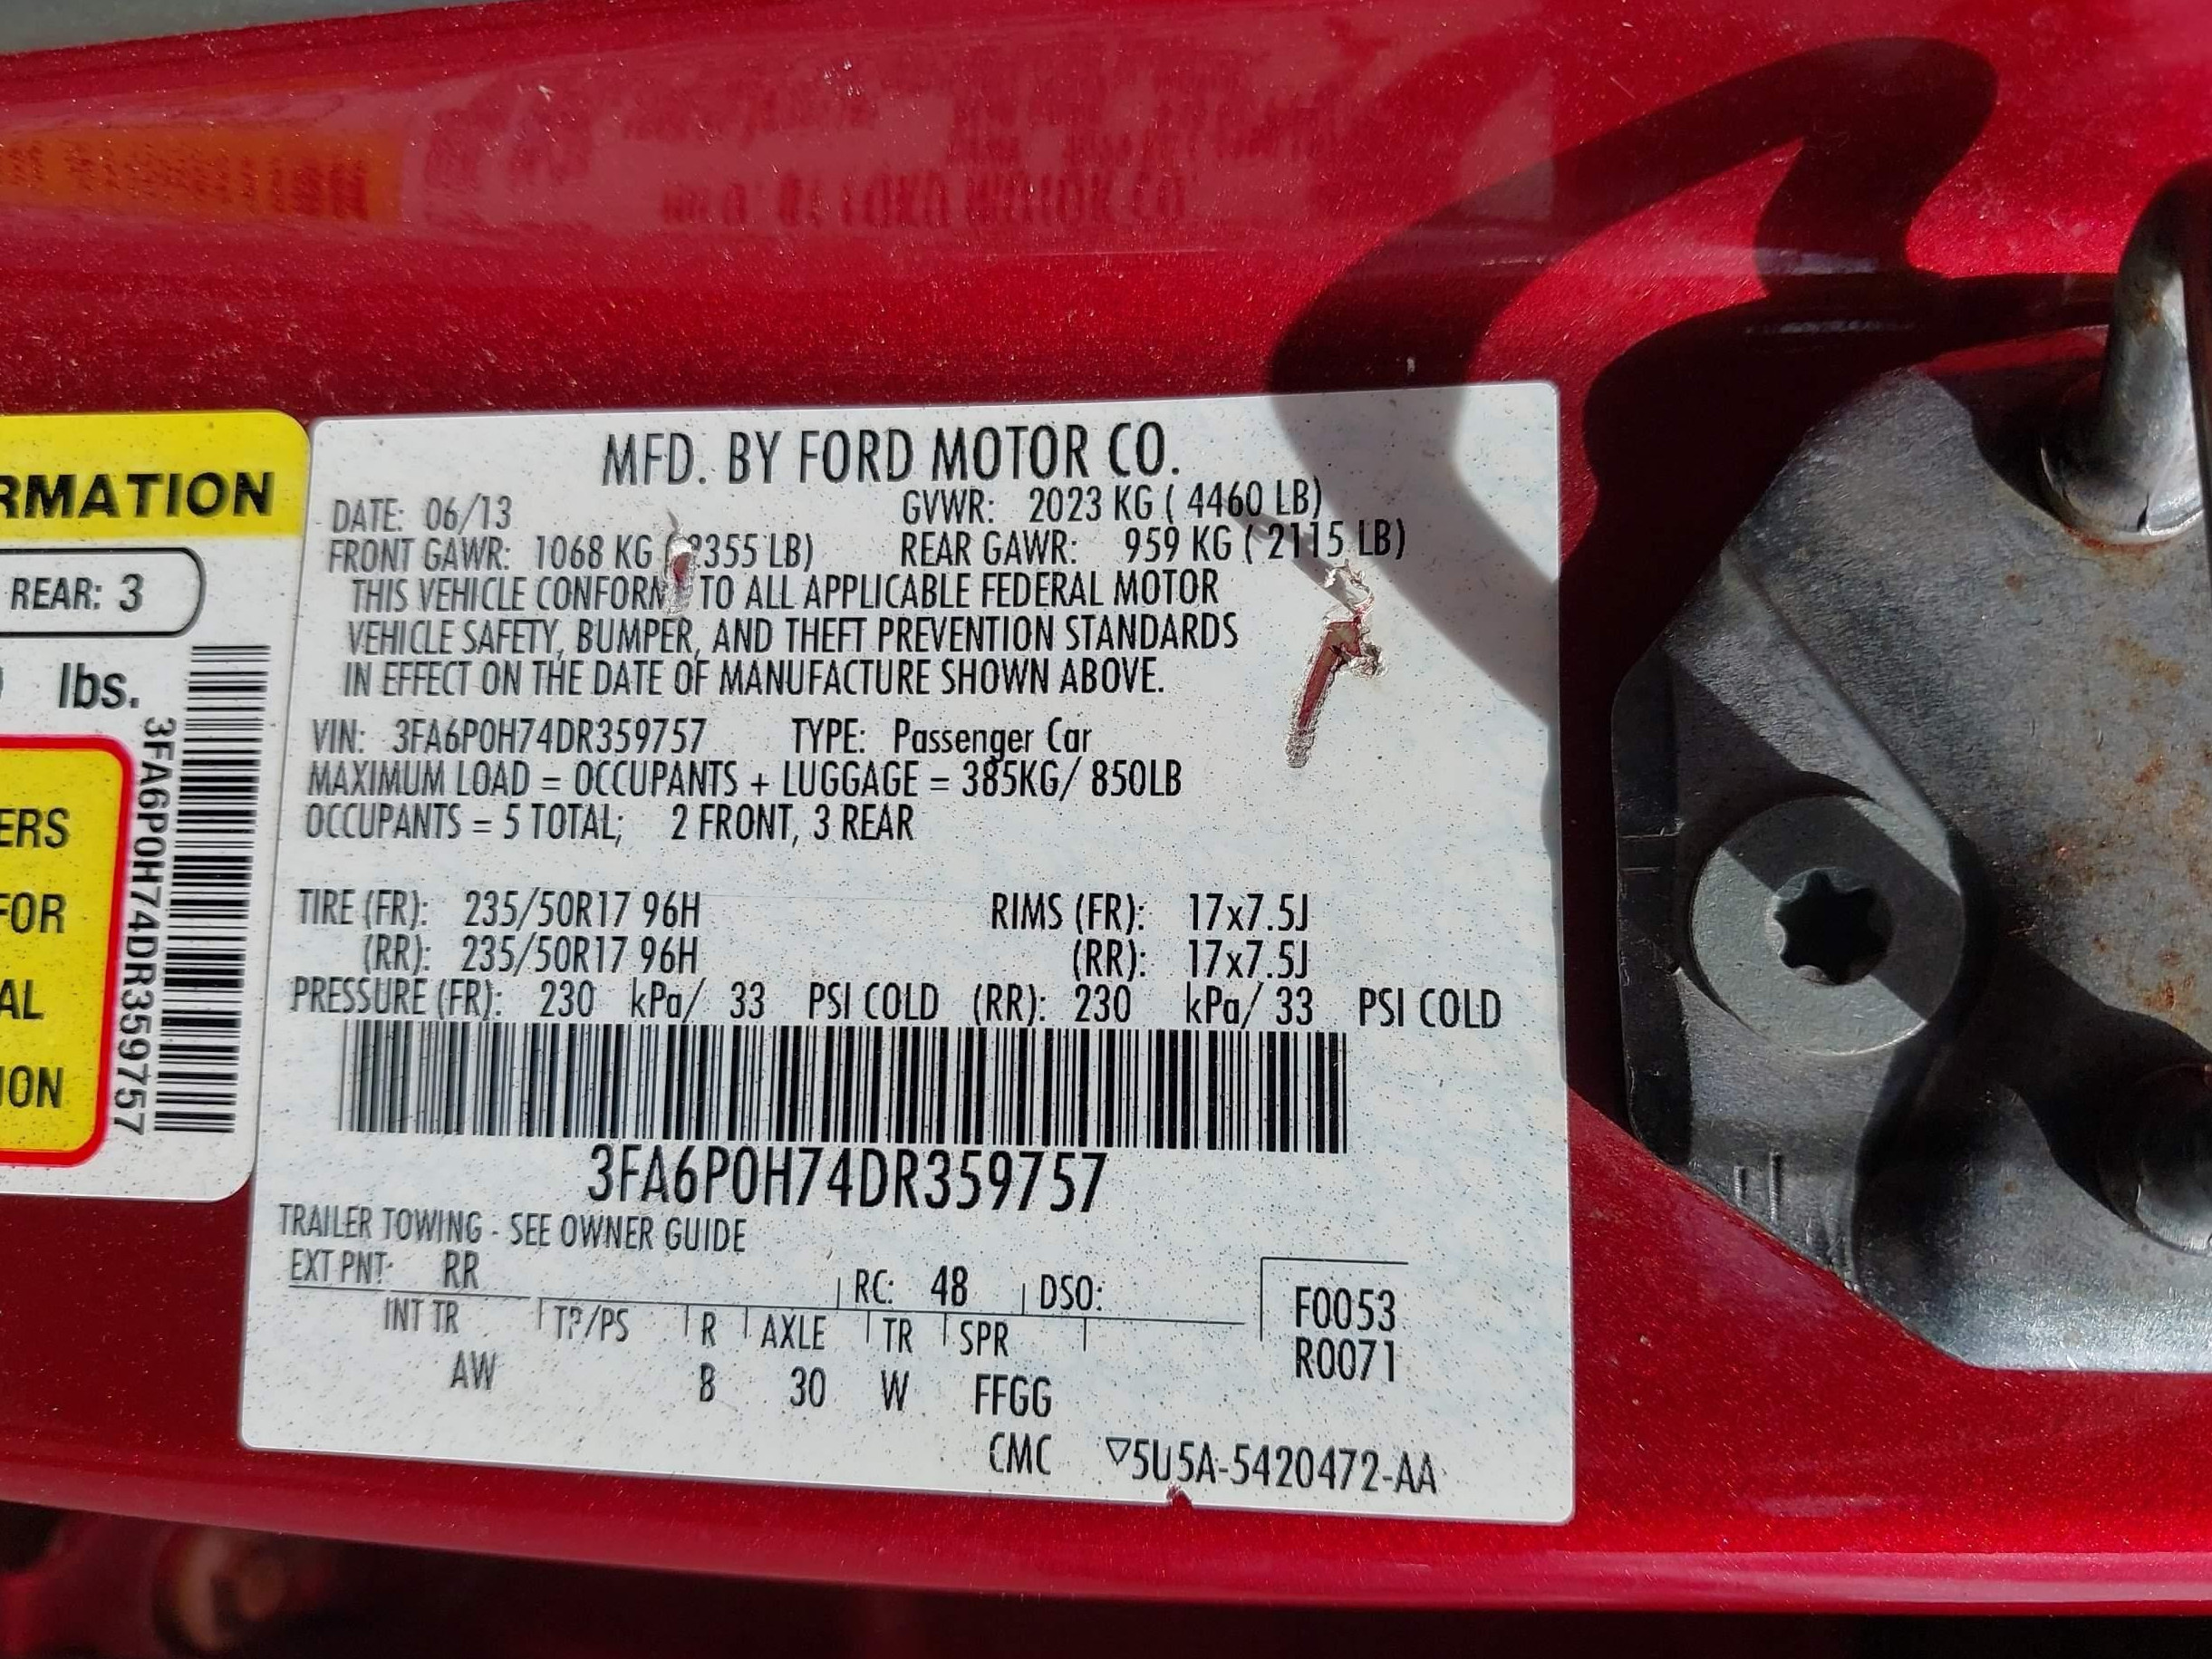 RMATION
REAR: 3
lbs.
ERS
FOR
AL
ION
3FA6P0H74DR359757
MFD. BY FORD MOTOR CO.
DATE: 06/13 GVWR: 2023 KG ( 4460 LB)
FRONT GAWR: 1068 KG 2355 LB) REAR GAWR: 959 KG ( 2115 LB)
THIS VEHICLE CONFORM TO ALL APPLICABLE FEDERAL MOTOR
VEHICLE SAFETY, BUMPER, AND THEFT PREVENTION STANDARDS
IN EFFECT ON THE DATE OF MANUFACTURE SHOWN ABOVE.
VIN: 3FA6P0H74DR359757 TYPE: Passenger Car
MAXIMUM LOAD = OCCUPANTS + LUGGAGE = 385KG/ 850LB
OCCUPANTS = 5 TOTAL; 2 FRONT, 3 REAR
TIRE (FR): 235/50R17 96H RIMS (FR): 17x7.5J
(RR): 235/50R17 96H (RR): 17x7.5J
PRESSURE (FR): 230 kPa/ 33 PSI COLD (RR): 230 kPa/ 33 PSI COLD
3FA6P0H74DR359757
TRAILER TOWING - SEE OWNER GUIDE
EXT PNT: RR RC: 48 DSO:
INT TR TP/PS R AXLE TR SPR
AW B 30 W FFGG
F0053
R0071
CMC ▽5U5A-5420472-AA